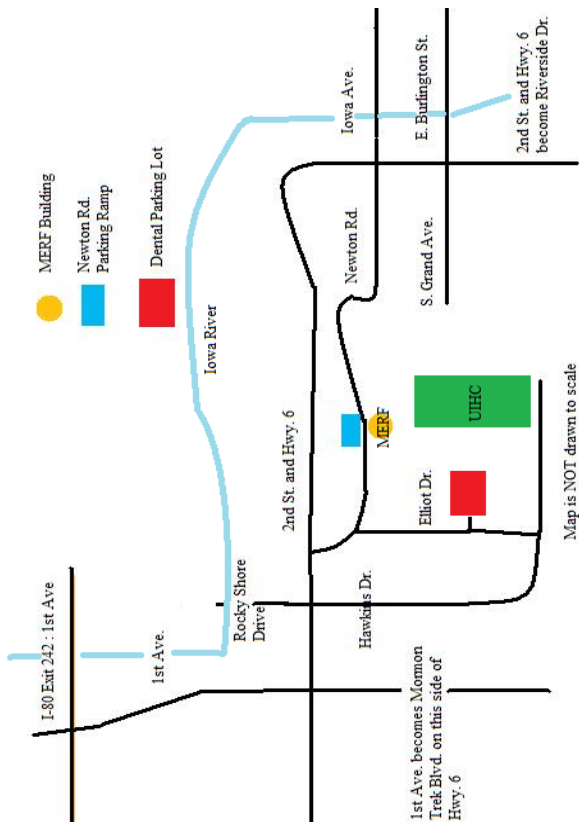 I-80 Exit 242 : 1st Ave
MERF Building
Newton Rd.
Parking Ramp
Dental Parking Lot
1st Ave.
Iowa River
Rocky Shore
Drive
2nd St. and Hwy. 6
Iowa Ave.
E. Burlington St.
Newton Rd.
Hawkins Dr.
MERF
Elliot Dr.
S. Grand Ave.
UIHC
1st Ave. becomes Mormon
Trek Blvd. on this side of
Hwy. 6
2nd St. and Hwy. 6
become Riverside Dr.
Map is NOT drawn to scale